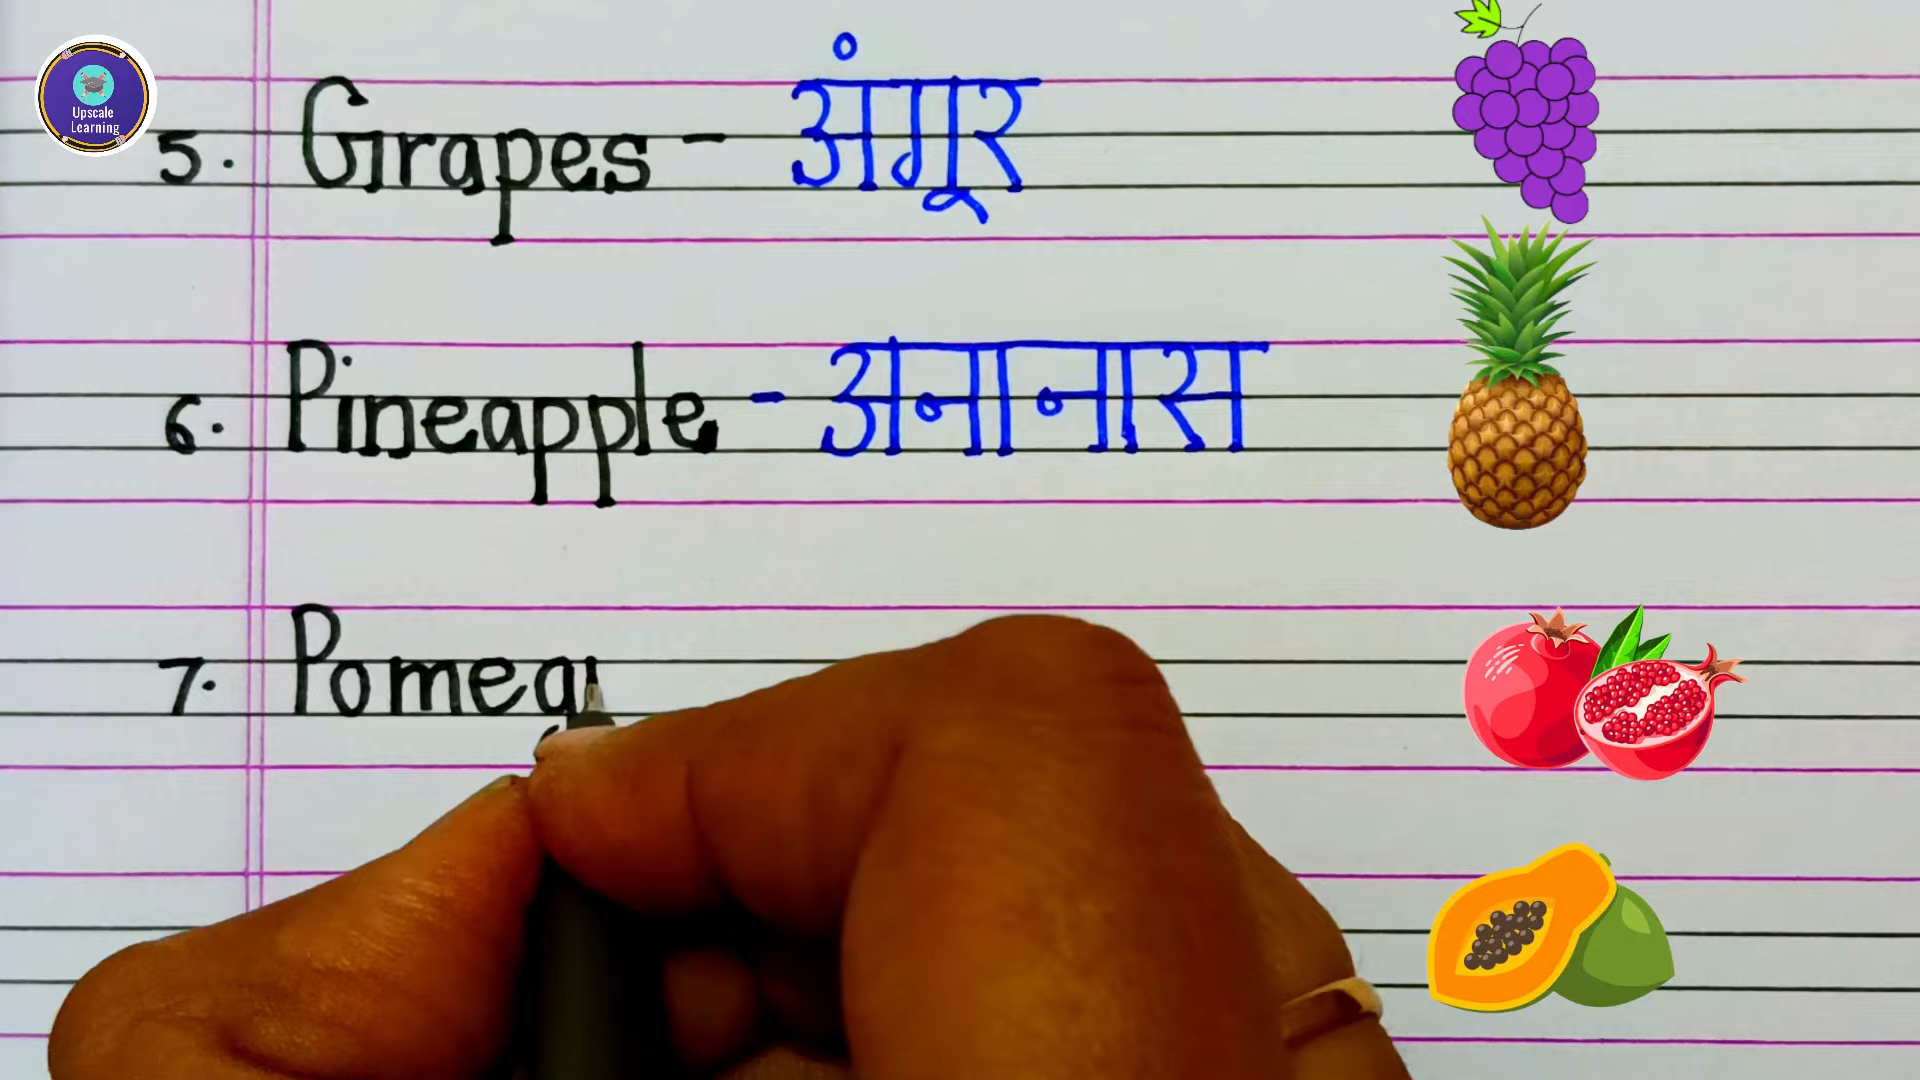 Upscale
Learning
5. Grapes - अंगूर
6. Pineapple - अनानास
7. Pomeg